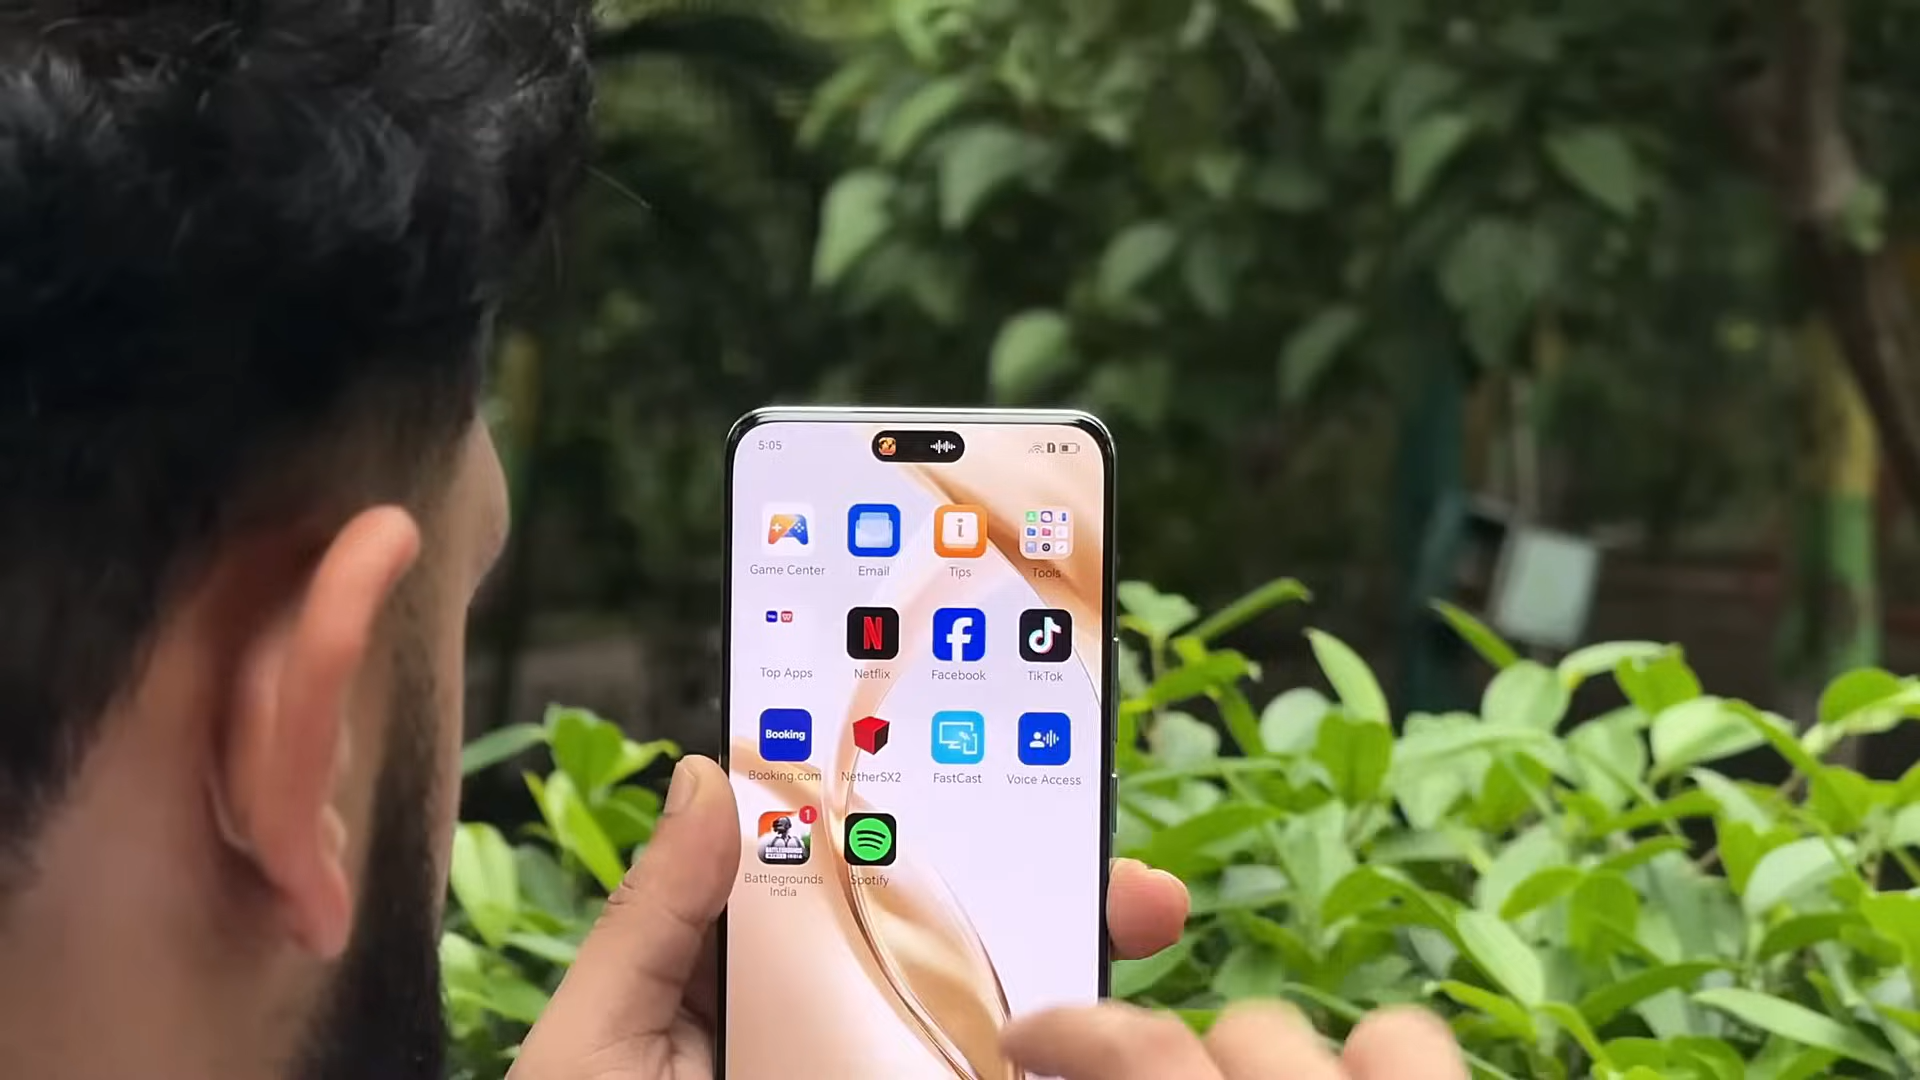 5:05
Game Center
Email
Tips
Tools
Top Apps
N
Netflix
Facebook
TikTok
Booking
Booking.com
NetherSX2
FastCast
Voice Access
1
BATTLEGROUNDS
Battlegrounds
India
Spotify